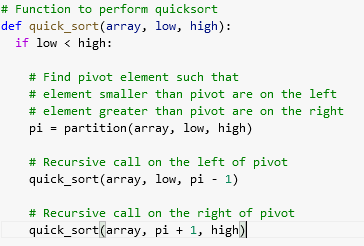 # Function to perform quicksort
def quick_sort(array, low, high):
  if low < high:

    # Find pivot element such that
    # element smaller than pivot are on the left
    # element greater than pivot are on the right
    pi = partition(array, low, high)

    # Recursive call on the left of pivot
    quick_sort(array, low, pi - 1)

    # Recursive call on the right of pivot
    quick_sort(array, pi + 1, high)